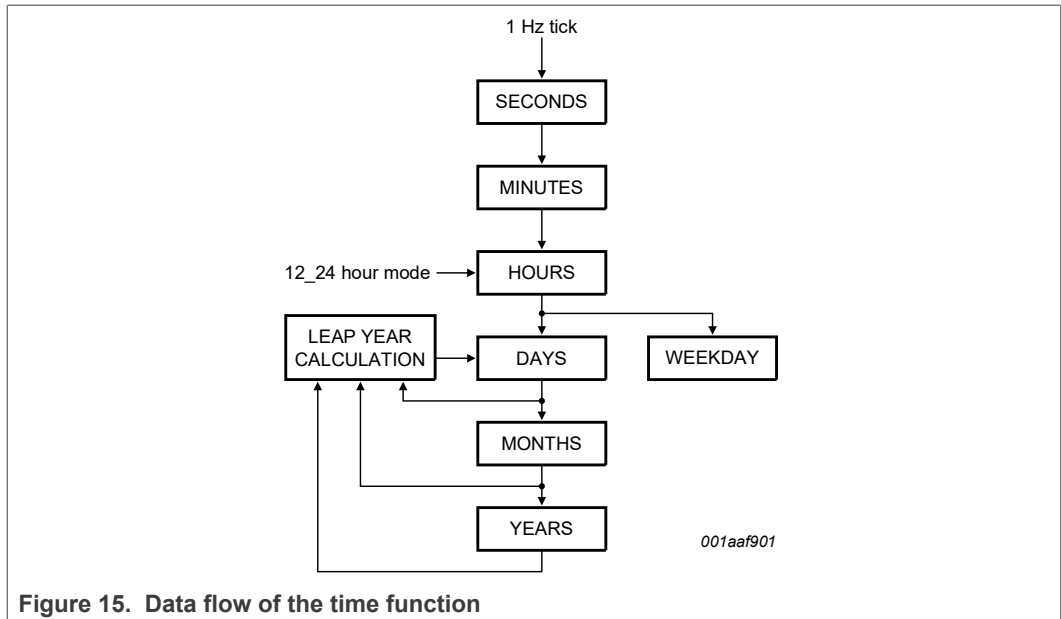 1 Hz tick
SECONDS
MINUTES
12_24 hour mode
HOURS
LEAP YEAR
CALCULATION
DAYS
WEEKDAY
MONTHS
YEARS
001aaf901
Figure 15. Data flow of the time function